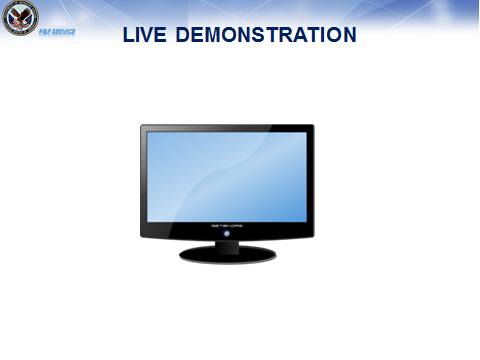 P&F SERVICE
LIVE DEMONSTRATION